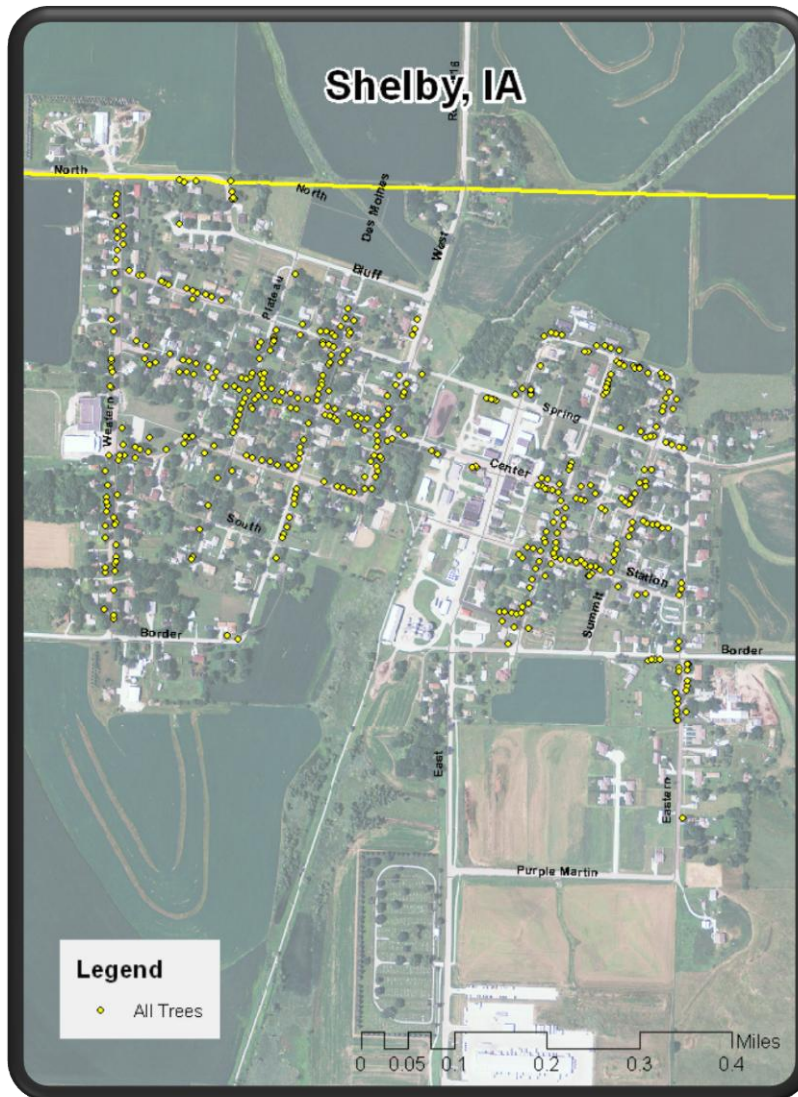 Shelby, IA
North
North
Des Moines
West
Bluff
Plateau
Western
Spring
Center
South
Station
Summit
Border
Border
East
Eastern
Purple Martin
Legend
All Trees
Miles
0 0.05 0.1 0.2 0.3 0.4